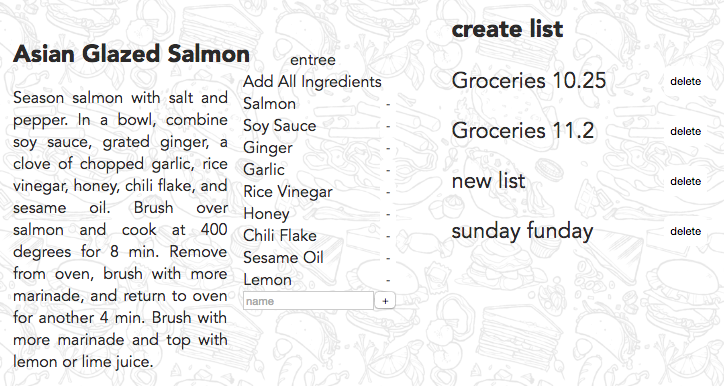 Asian Glazed Salmon
Season salmon with salt and
pepper. In a bowl, combine
soy sauce, grated ginger, a
clove of chopped garlic, rice
vinegar, honey, chili flake, and
sesame oil. Brush over
salmon and cook at 400
degrees for 8 min. Remove
from oven, brush with more
marinade, and return to oven
for another 4 min. Brush with
more marinade and top with
lemon or lime juice.
entree
Add All Ingredients
Salmon -
Soy Sauce -
Ginger -
Garlic -
Rice Vinegar -
Honey -
Chili Flake -
Sesame Oil -
Lemon -
name +
create list
Groceries 10.25 delete
Groceries 11.2 delete
new list delete
sunday funday delete